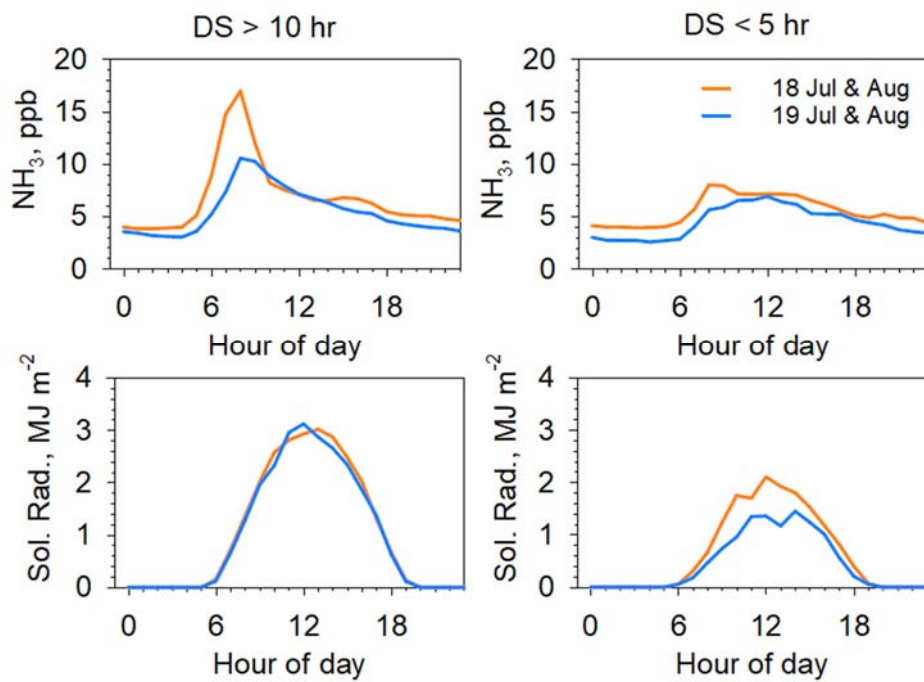 DS > 10 hr
NH3, ppb
20
15
10
5
0
0 6 12 18
Hour of day
DS < 5 hr
NH3, ppb
20
15
10
5
0
18 Jul & Aug
19 Jul & Aug
0 6 12 18
Hour of day
Sol. Rad., MJ m-2
4
3
2
1
0
0 6 12 18
Hour of day
Sol. Rad., MJ m-2
4
3
2
1
0
0 6 12 18
Hour of day